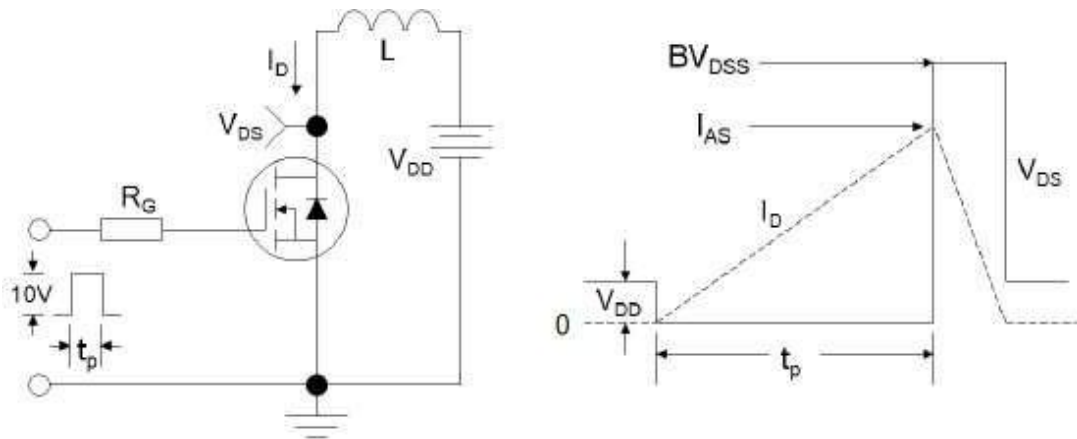 L
I_D
V_DS
V_DD
R_G
10V
t_p
BV_DSS
I_AS
V_DS
I_D
V_DD
0
t_p